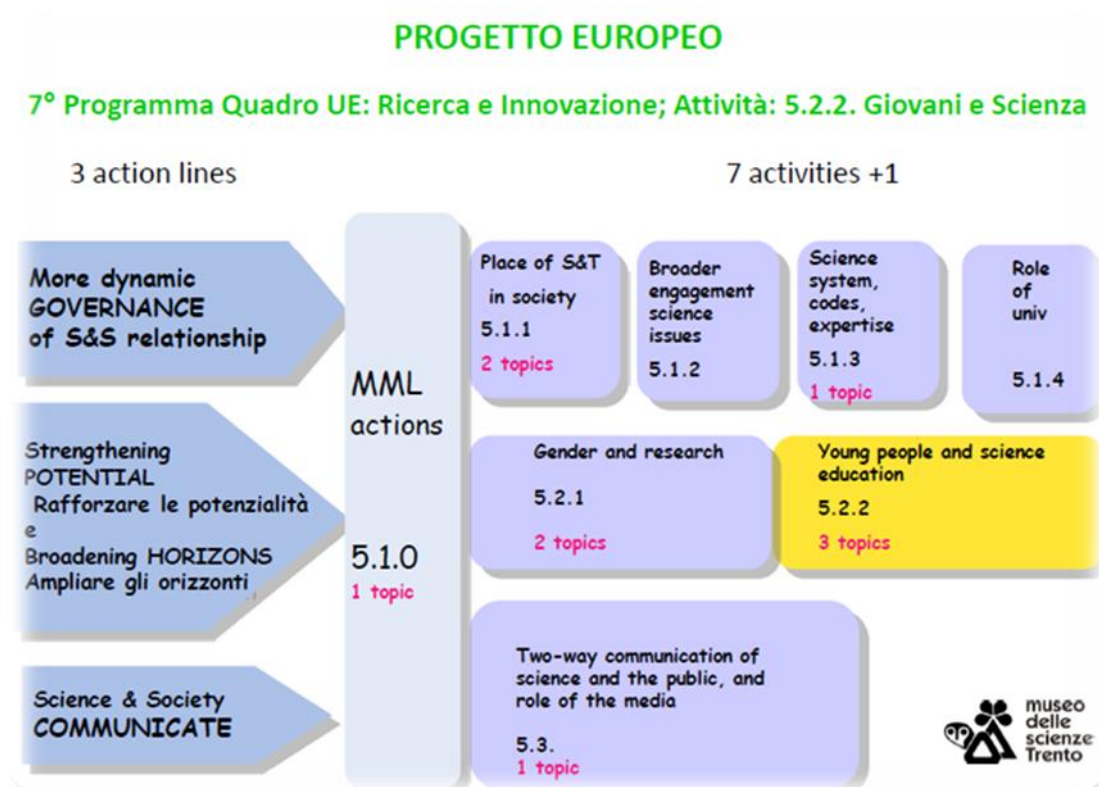 PROGETTO EUROPEO
7° Programma Quadro UE: Ricerca e Innovazione; Attività: 5.2.2. Giovani e Scienza
3 action lines
7 activities +1
More dynamic
GOVERNANCE
of S&S relationship
Strengthening
POTENTIAL
Rafforzare le potenzialità
e
Broadening HORIZONS
Ampliare gli orizzonti
Science & Society
COMMUNICATE
MML
actions
5.1.0
1 topic
Place of S&T
in society
5.1.1
2 topics
Broader
engagement
science
issues
5.1.2
Science
system,
codes,
expertise
5.1.3
1 topic
Role
of
univ
5.1.4
Gender and research
5.2.1
2 topics
Young people and science
education
5.2.2
3 topics
Two-way communication of
science and the public, and
role of the media
5.3.
1 topic
museo
delle
scienze
Trento